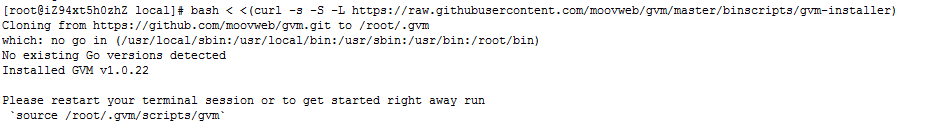 [root@iZ94xt5h0zhZ local]# bash < <(curl -s -S -L https://raw.githubusercontent.com/moovweb/gvm/master/binscripts/gvm-installer)
Cloning from https://github.com/moovweb/gvm.git to /root/.gvm
which: no go in (/usr/local/sbin:/usr/local/bin:/usr/sbin:/usr/bin:/root/bin)
No existing Go versions detected
Installed GVM v1.0.22
Please restart your terminal session or to get started right away run
`source /root/.gvm/scripts/gvm`